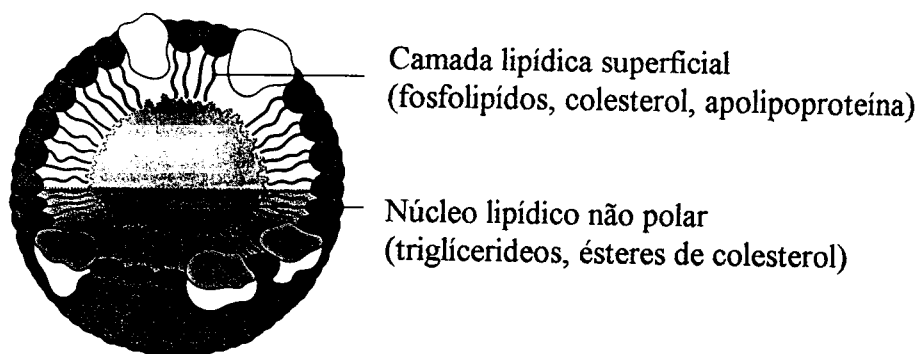 Camada lipídica superficial
(fosfolipídos, colesterol, apolipoproteína)
Núcleo lipídico não polar
(triglícerideos, ésteres de colesterol)